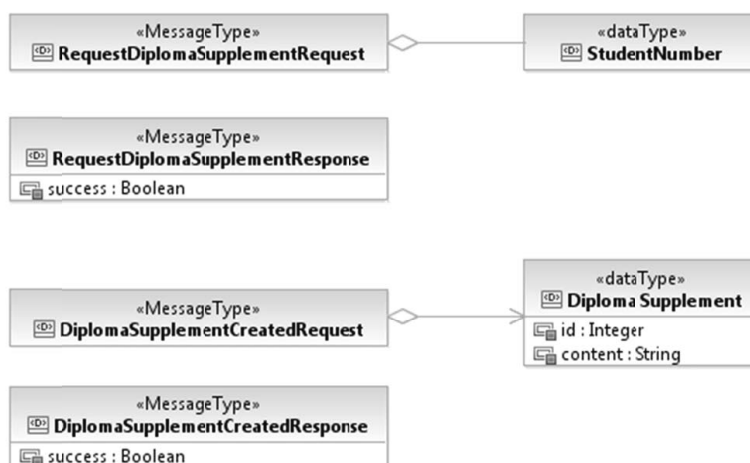 «MessageType»
RequestDiplomaSupplementRequest
«dataType»
StudentNumber
«MessageType»
RequestDiplomaSupplementResponse
success : Boolean
«MessageType»
DiplomaSupplementCreatedRequest
«dataType»
Diploma Supplement
id : Integer
content : String
«MessageType»
DiplomaSupplementCreatedResponse
success : Boolean